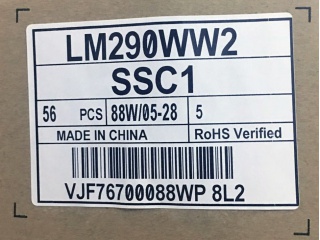 LM290WW2
SSC1
56 PCS 88W/05-28 5
MADE IN CHINA RoHS Verified
VJF76700088WP 8L2